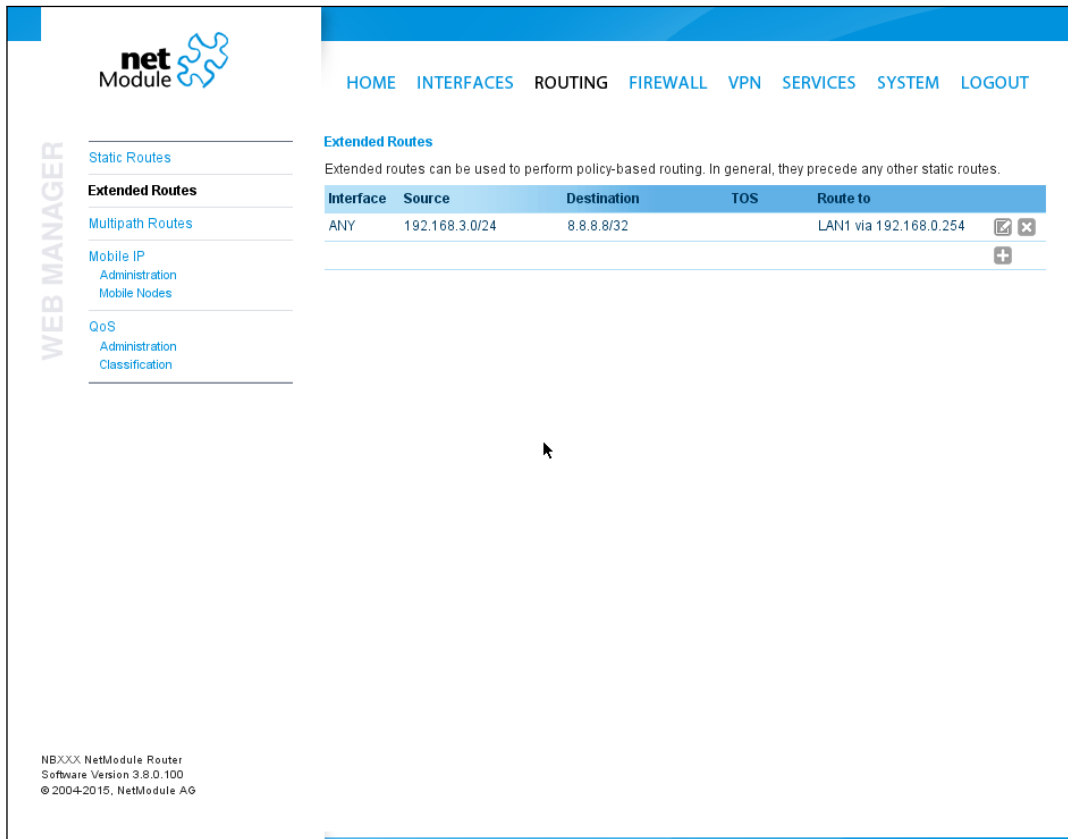 net
Module
HOME INTERFACES ROUTING FIREWALL VPN SERVICES SYSTEM LOGOUT
WEB MANAGER
Static Routes
Extended Routes
Multipath Routes
Mobile IP
Administration
Mobile Nodes
QoS
Administration
Classification
Extended Routes
Extended routes can be used to perform policy-based routing. In general, they precede any other static routes.
Interface Source Destination TOS Route to
ANY 192.168.3.0/24 8.8.8.8/32 LAN1 via 192.168.0.254
NBXXX NetModule Router
Software Version 3.8.0.100
© 2004-2015, NetModule AG